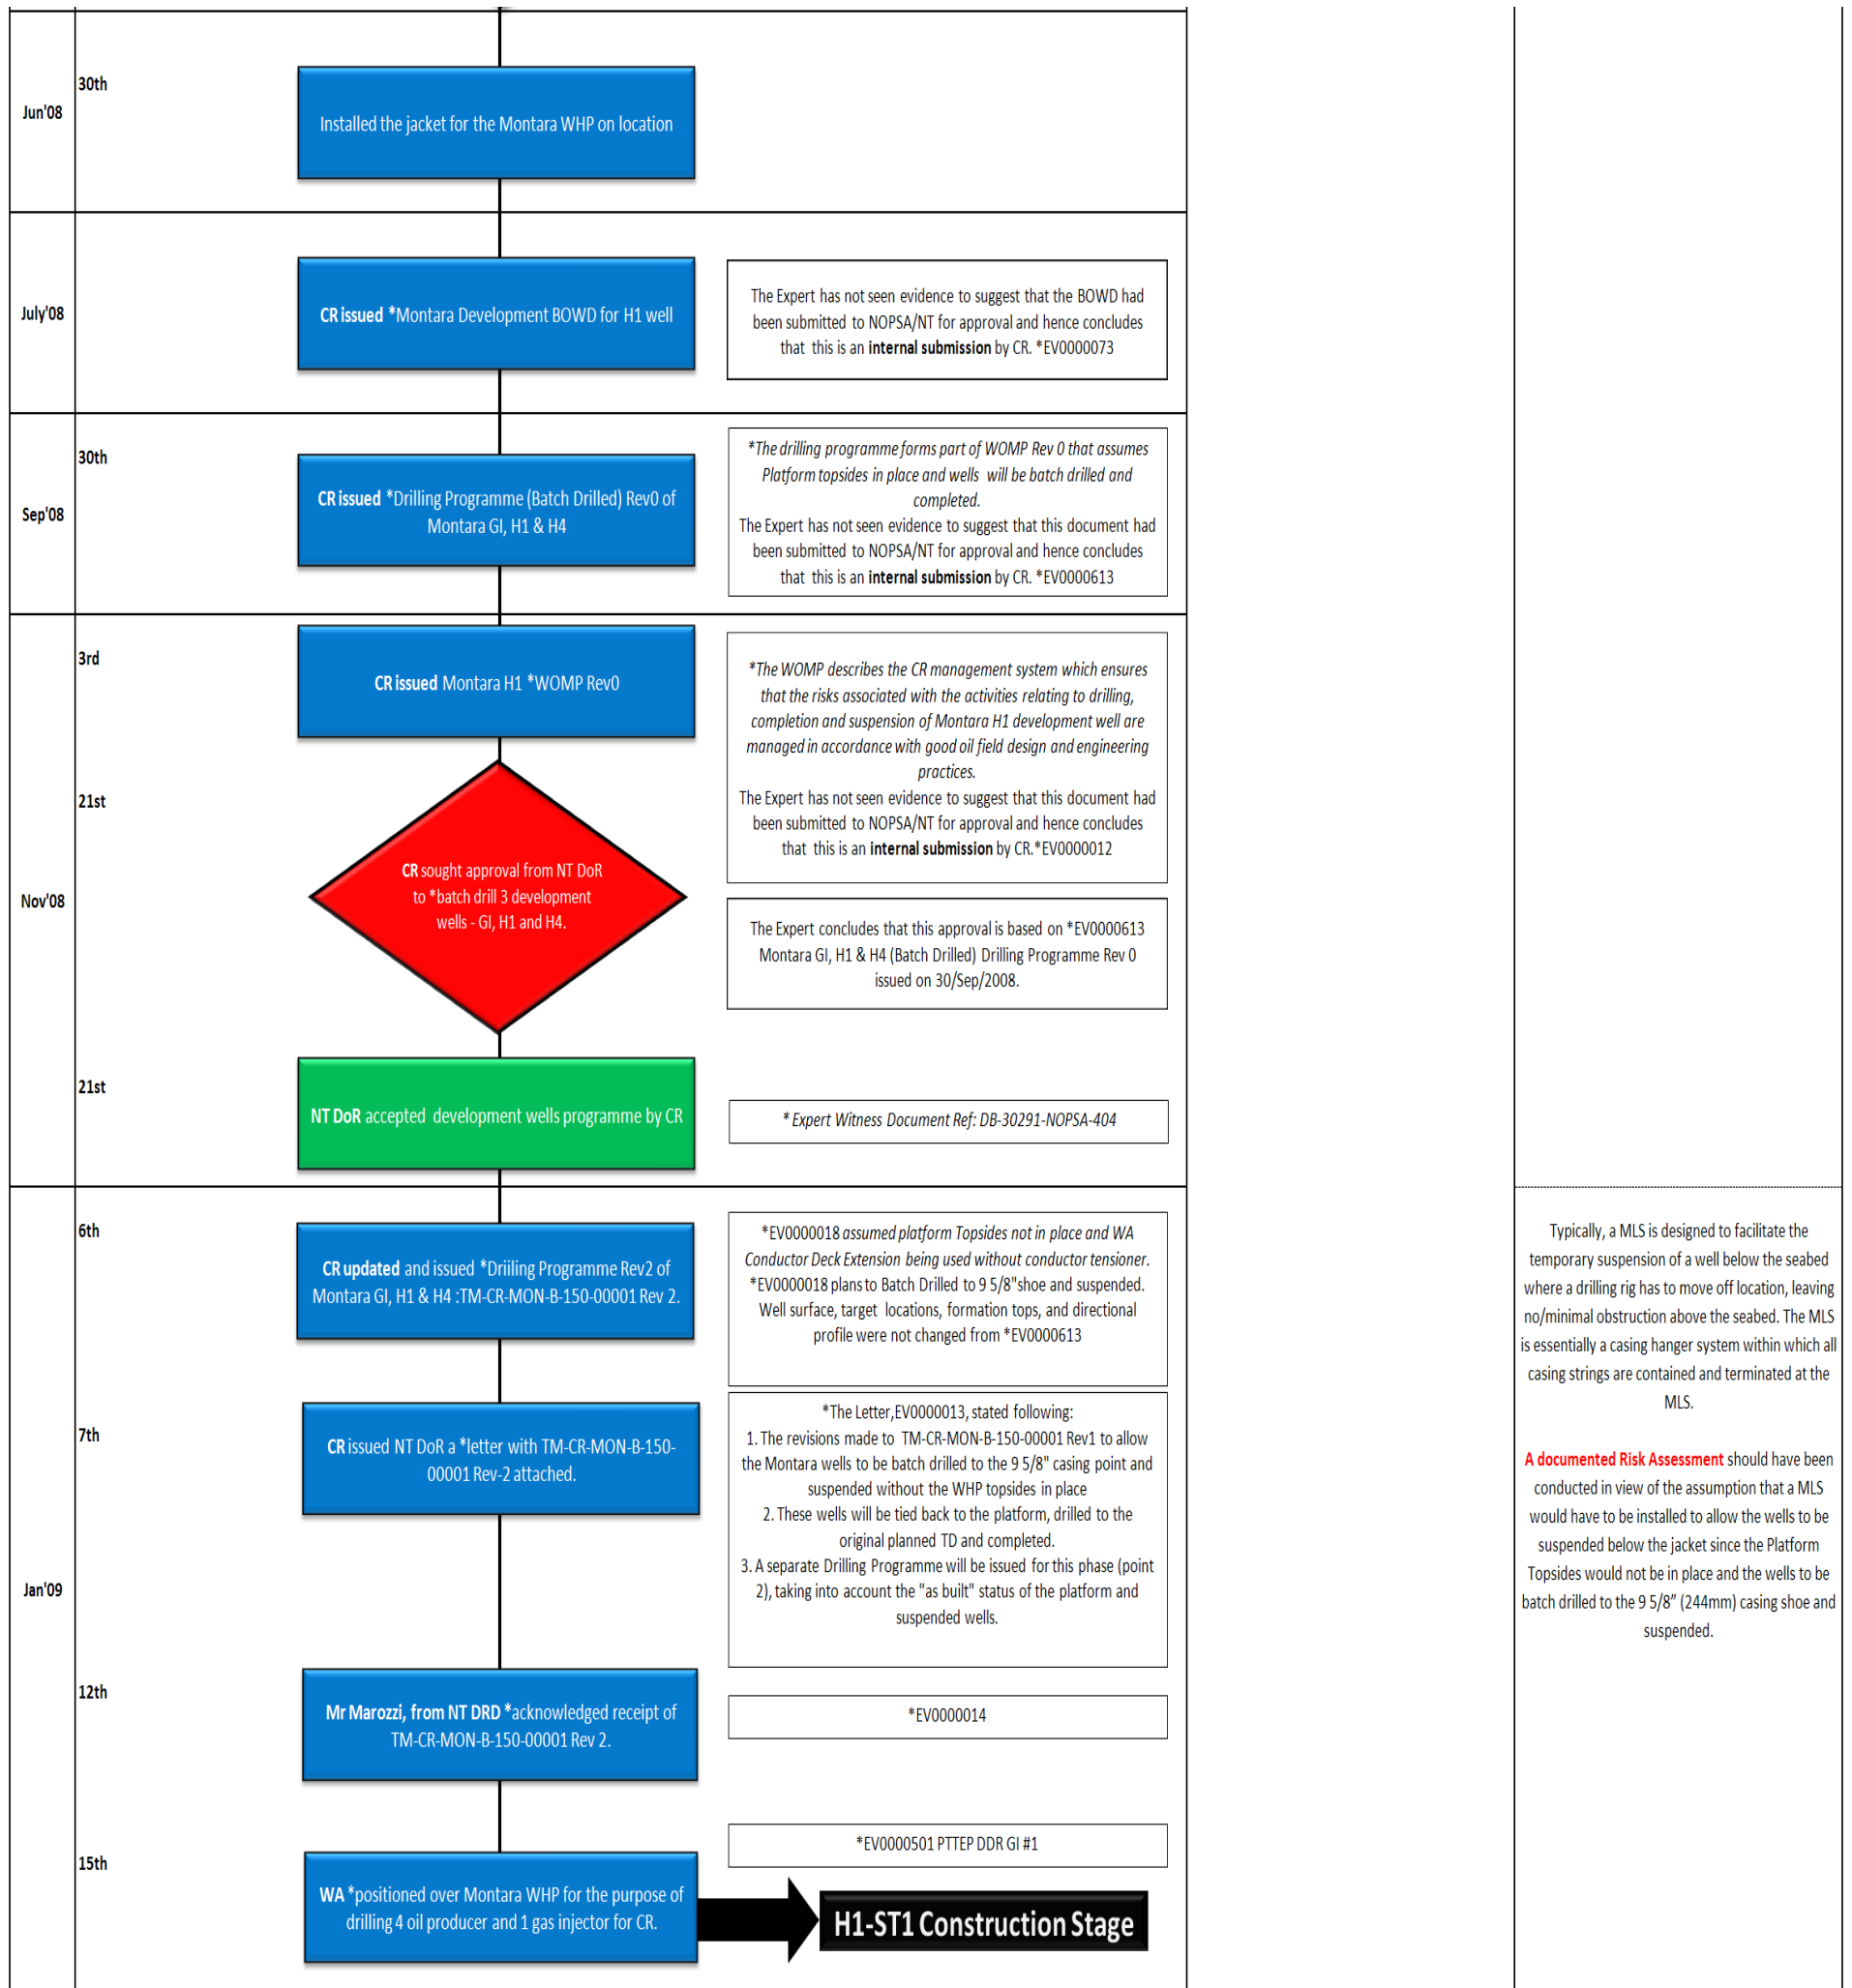 Jun'08
30th
Installed the jacket for the Montara WHP on location
July'08
CR issued *Montara Development BOWD for H1 well
The Expert has not seen evidence to suggest that the BOWD had
been submitted to NOPSA/NT for approval and hence concludes
that this is an internal submission by CR. *EV0000073
Sep'08
30th
CR issued *Drilling Programme (Batch Drilled) Rev0 of
Montara GI, H1 & H4
*The drilling programme forms part of WOMP Rev 0 that assumes
Platform topsides in place and wells will be batch drilled and
completed.
The Expert has not seen evidence to suggest that this document had
been submitted to NOPSA/NT for approval and hence concludes
that this is an internal submission by CR. *EV0000613
Nov'08
3rd
CR issued Montara H1 *WOMP Rev0
*The WOMP describes the CR management system which ensures
that the risks associated with the activities relating to drilling,
completion and suspension of Montara H1 development well are
managed in accordance with good oil field design and engineering
practices.
The Expert has not seen evidence to suggest that this document had
been submitted to NOPSA/NT for approval and hence concludes
that this is an internal submission by CR.*EV0000012
21st
CR sought approval from NT DoR
to *batch drill 3 development
wells - GI, H1 and H4.
The Expert concludes that this approval is based on *EV0000613
Montara GI, H1 & H4 (Batch Drilled) Drilling Programme Rev 0
issued on 30/Sep/2008.
21st
NT DoR accepted development wells programme by CR
* Expert Witness Document Ref: DB-30291-NOPSA-404
Jan'09
6th
CR updated and issued *Driiling Programme Rev2 of
Montara GI, H1 & H4 :TM-CR-MON-B-150-00001 Rev 2.
*EV0000018 assumed platform Topsides not in place and WA
Conductor Deck Extension being used without conductor tensioner.
*EV0000018 plans to Batch Drilled to 9 5/8"shoe and suspended.
Well surface, target locations, formation tops, and directional
profile were not changed from *EV0000613
7th
CR issued NT DoR a *letter with TM-CR-MON-B-150-
00001 Rev-2 attached.
*The Letter,EV0000013, stated following:
1. The revisions made to TM-CR-MON-B-150-00001 Rev1 to allow
the Montara wells to be batch drilled to the 9 5/8" casing point and
suspended without the WHP topsides in place
2. These wells will be tied back to the platform, drilled to the
original planned TD and completed.
3. A separate Drilling Programme will be issued for this phase (point
2), taking into account the "as built" status of the platform and
suspended wells.
12th
Mr Marozzi, from NT DRD *acknowledged receipt of
TM-CR-MON-B-150-00001 Rev 2.
*EV0000014
15th
WA *positioned over Montara WHP for the purpose of
drilling 4 oil producer and 1 gas injector for CR.
*EV0000501 PTTEP DDR GI #1
H1-ST1 Construction Stage
Typically, a MLS is designed to facilitate the
temporary suspension of a well below the seabed
where a drilling rig has to move off location, leaving
no/minimal obstruction above the seabed. The MLS
is essentially a casing hanger system within which all
casing strings are contained and terminated at the
MLS.
A documented Risk Assessment should have been
conducted in view of the assumption that a MLS
would have to be installed to allow the wells to be
suspended below the jacket since the Platform
Topsides would not be in place and the wells to be
batch drilled to the 9 5/8” (244mm) casing shoe and
suspended.